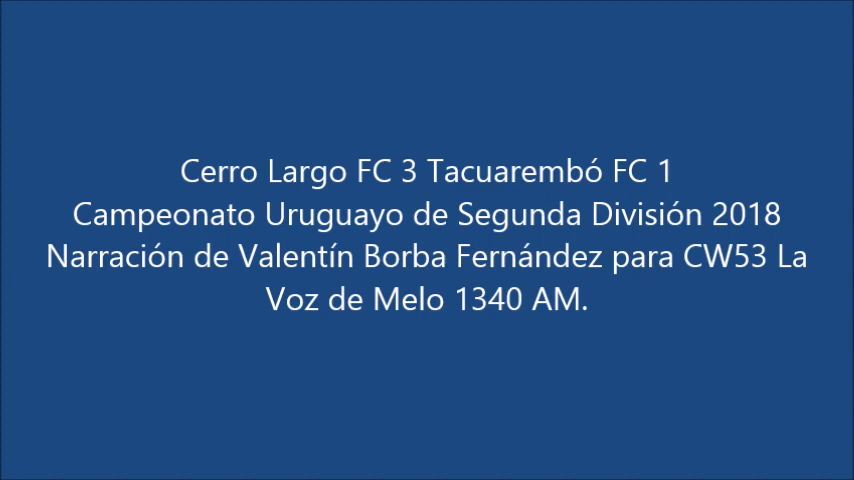 Cerro Largo FC 3 Tacuarembó FC 1
Campeonato Uruguayo de Segunda División 2018
Narración de Valentín Borba Fernández para CW53 La
Voz de Melo 1340 AM.